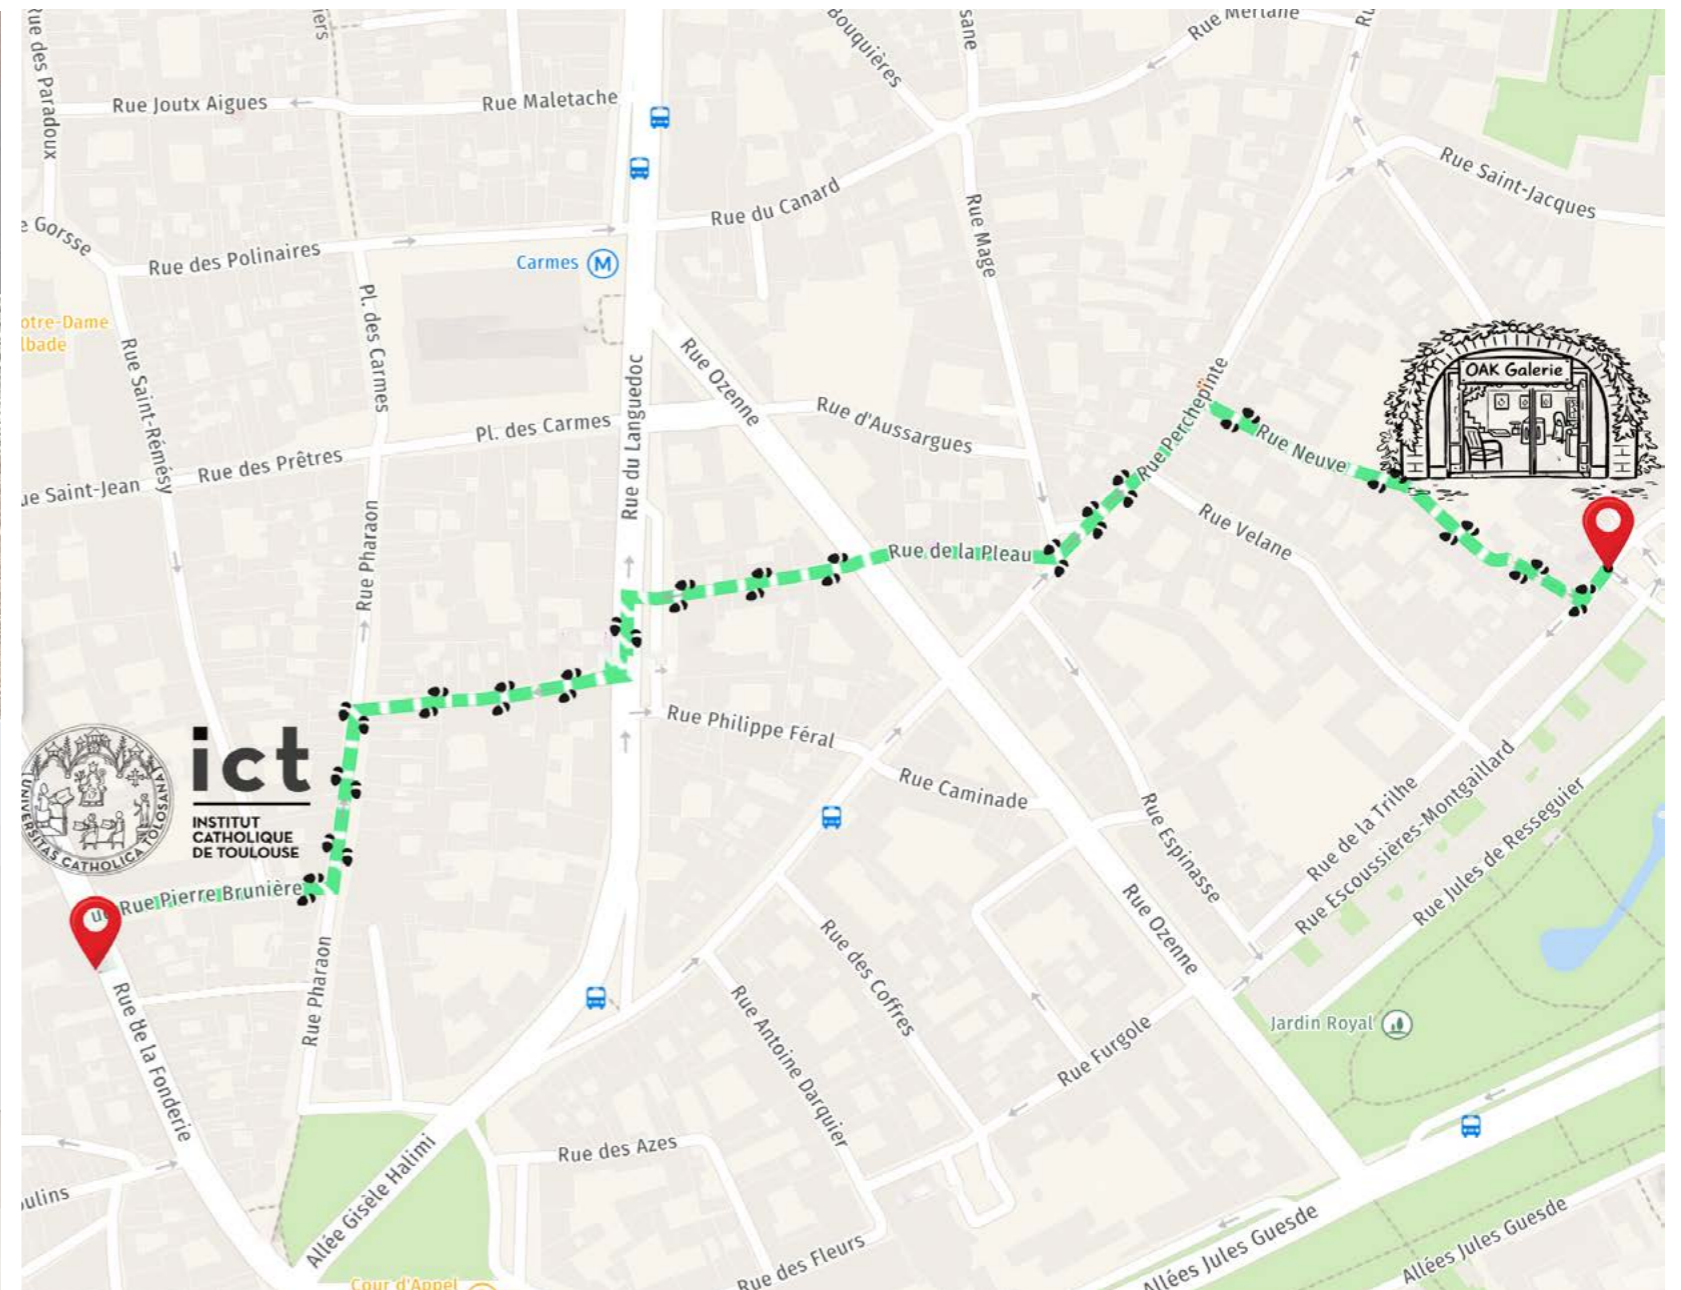 Rue des Paradoux
iers
Bouquières
sane
Rue Merlane
Ru
Rue Joutx Aigues
Rue Maletache
Rue Saint-Jacques
Rue du Canard
Rue Mage
e Gorsse
Rue des Polinaires
Carmes M
Pl. des Carmes
otre-Dame
lbade
Rue Saint-Rémésy
Rue Ozenne
Rue du Languedoc
OAK Galerie
Rue Perchepinte
Pl. des Carmes
Rue d'Aussargues
Rue Neuve
Rue des Prêtres
ue Saint-Jean
Rue Velane
Rue Pharaon
Rue de la Pleau
Rue Philippe Féral
UNIVERSITAS CATHOLICA TOLOSANA
ict
INSTITUT
CATHOLIQUE
DE TOULOUSE
Rue Caminade
Rue Espinasse
Rue de la Trilhe
Rue Escoussières-Montgaillard
Rue Jules de Resseguier
ue Rue Pierre Brunière
Rue Ozenne
Rue des Coffres
Rue Pharaon
Rue de la Fonderie
Rue Antoine Darquier
Jardin Royal
Rue Furgole
Rue des Azes
Allée Gisèle Halimi
oulins
Rue des Fleurs
Allées Jules Guesde
Allées Jules Guesde
Cour d'Appel